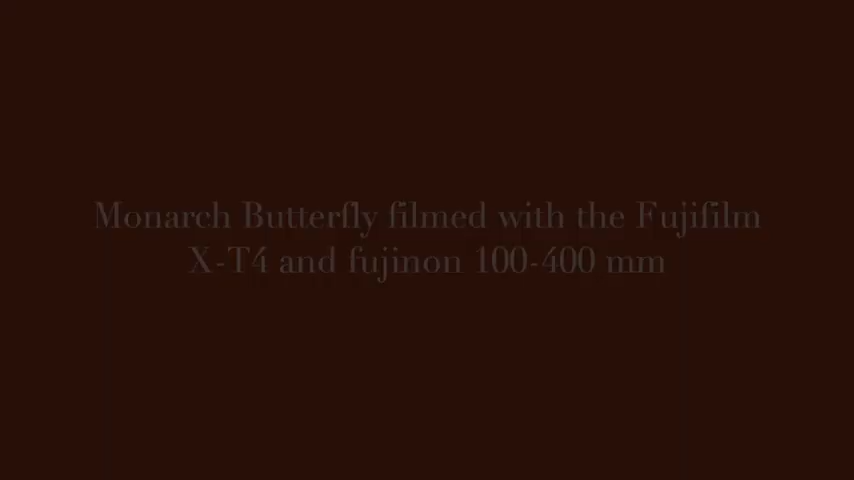 Monarch Butterfly filmed with the Fujifilm
X-T4 and fujinon 100-400 mm